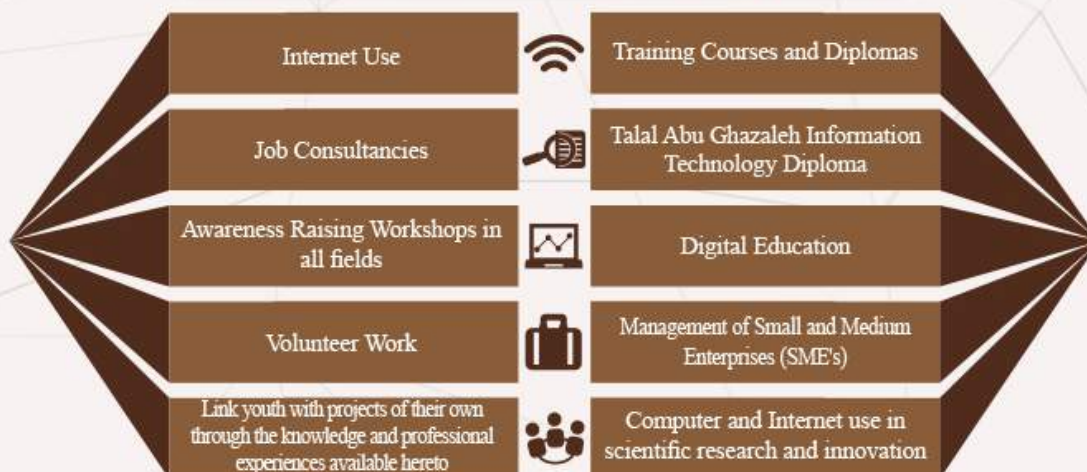 Internet Use
Training Courses and Diplomas
Job Consultancies
Talal Abu Ghazaleh Information
Technology Diploma
Awareness Raising Workshops in
all fields
Digital Education
Volunteer Work
Management of Small and Medium
Enterprises (SME's)
Link youth with projects of their own
through the knowledge and professional
experiences available hereto
Computer and Internet use in
scientific research and innovation